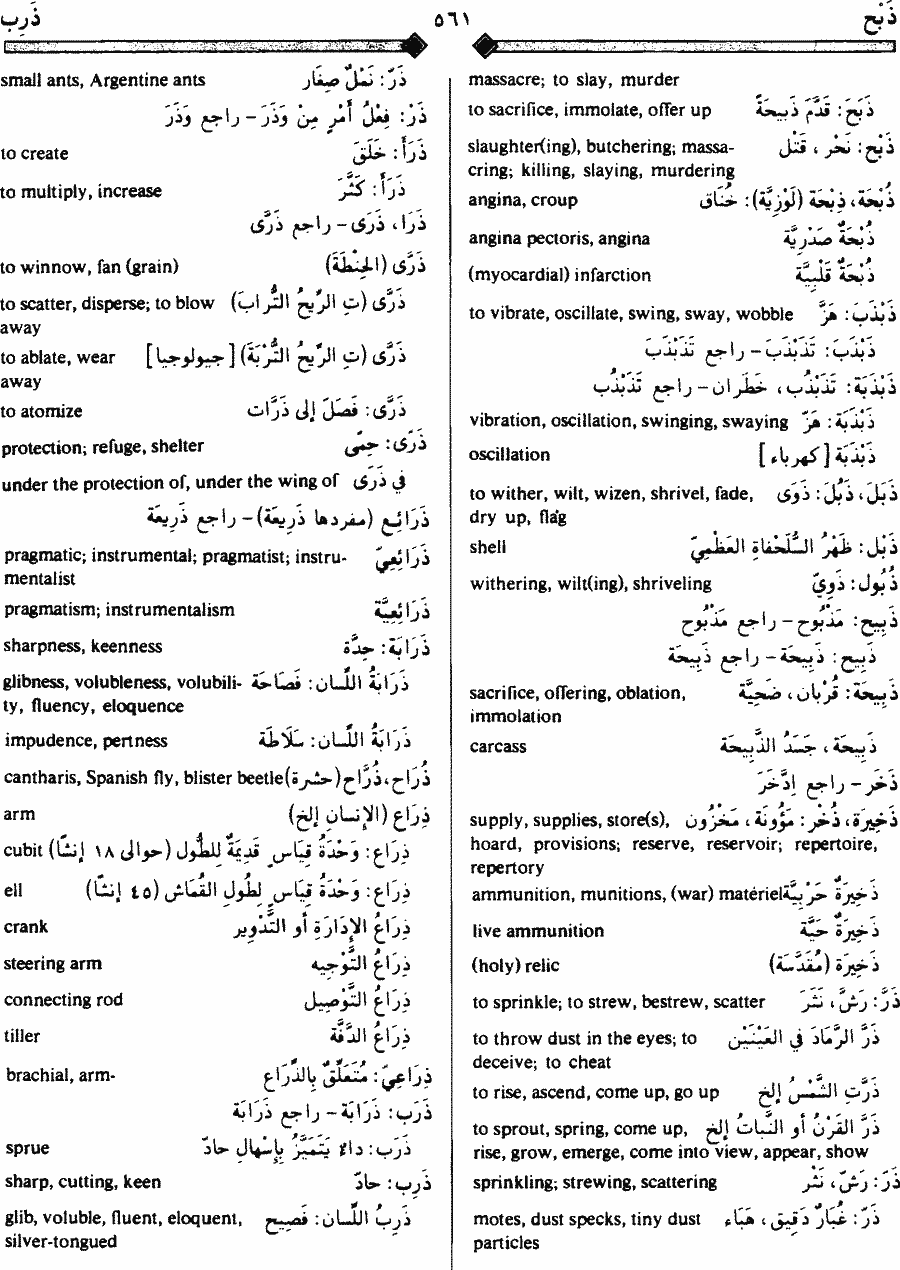 ذَبْح ٥٦١ ذَرِب
massacre; to slay, murder
to sacrifice, immolate, offer up ذَبَحَ: قَدَّمَ ذَبِيحَةً
slaughter(ing), butchering; massa- ذَبْح: نَحْر، قَتْل
cring; killing, slaying, murdering
angina, croup ذُبْحَة، ذِبْحَة (لَوْزِيَّة): خُنَاق
angina pectoris, angina ذُبْحَةٌ صَدْرِيَّة
(myocardial) infarction ذُبْحَةٌ قَلْبِيَّة
to vibrate, oscillate, swing, sway, wobble ذَبْذَبَ: هَزَّ
ذَبْذَبَ: تَذَبْذَبَ - راجع تَذَبْذَبَ
ذَبْذَبَة: تَذَبْذُب، خَطَرَان - راجع تَذَبْذُب
vibration, oscillation, swinging, swaying ذَبْذَبَة: هَزّ
oscillation ذَبْذَبَة [كهرباء]
to wither, wilt, wizen, shrivel, fade, ذَبَلَ، ذَبُلَ: ذَوَى
dry up, flag
shell ذَبْل: ظَهْرُ السُّلَحْفَاةِ العَظْمِيّ
withering, wilt(ing), shriveling ذُبُول: ذَوِيّ
ذَبِيح: مَذْبُوح - راجع مَذْبُوح
ذَبِيح: ذَبِيحَة - راجع ذَبِيحَة
sacrifice, offering, oblation, ذَبِيحَة: قُرْبَان، ضَحِيَّة
immolation
carcass ذَبِيحَة، جَسَدُ الذَّبِيحَة
ذَخَر - راجع اِدَّخَرَ
supply, supplies, store(s), ذَخِيرَة، ذُخْر: مَؤُونَة، مَخْزُون
hoard, provisions; reserve, reservoir; repertoire,
repertory
ammunition, munitions, (war) matériel ذَخِيرَةٌ حَرْبِيَّة
live ammunition ذَخِيرَةٌ حَيَّة
(holy) relic ذَخِيرَة (مُقَدَّسَة)
to sprinkle; to strew, bestrew, scatter ذَرَّ: رَشَّ، نَثَرَ
to throw dust in the eyes; to ذَرَّ الرَّمَادَ فِي العَيْنَيْن
deceive; to cheat
to rise, ascend, come up, go up ذَرَّتِ الشَّمْسُ إلخ
to sprout, spring, come up, ذَرَّ القَرْنُ أو النَّبَاتُ إلخ
rise, grow, emerge, come into view, appear, show
sprinkling; strewing, scattering ذَرّ: رَشّ، نَثْر
motes, dust specks, tiny dust ذَرّ: غُبَارٌ دَقِيق، هَبَاء
particles
small ants, Argentine ants ذَرّ: نَمْلٌ صِغَار
ذَرْ: فِعْلُ أَمْرٍ مِنْ وَذَرَ - راجع وَذَرَ
to create ذَرَأَ: خَلَقَ
to multiply, increase ذَرَأَ: كَثَّرَ
ذَرَا، ذَرَى - راجع ذَرَّى
to winnow, fan (grain) ذَرَّى (الحِنْطَةَ)
to scatter, disperse; to blow ذَرَّى (تِ الرِّيحُ التُّرابَ)
away
to ablate, wear ذَرَّى (تِ الرِّيحُ التُّرْبَةَ) [جيولوجيا]
away
to atomize ذَرَّى: فَصَلَ إلى ذَرَّات
protection; refuge, shelter ذَرًى: حِمًى
under the protection of, under the wing of في ذَرَى
ذَرَائِع (مفردها ذَرِيعَة) - راجع ذَرِيعَة
pragmatic; instrumental; pragmatist; instru- ذَرَائِعِيّ
mentalist
pragmatism; instrumentalism ذَرَائِعِيَّة
sharpness, keenness ذَرَابَة: حِدَّة
glibness, volubleness, volubili- ذَرَابَةُ اللِّسَان: فَصَاحَة
ty, fluency, eloquence
impudence, pertness ذَرَابَةُ اللِّسَان: سَلَاطَة
cantharis, Spanish fly, blister beetle ذُرَاح، ذُرَّاح (حشرة)
arm ذِرَاع (الإنسانِ إلخ)
cubit ذِرَاع: وَحْدَةُ قِيَاسٍ قَدِيمَةٌ لِلطُّول (حوالى ١٨ إنشًا)
ell ذِرَاع: وَحْدَةُ قِيَاسٍ لِطُولِ القُمَاش (٤٥ إنشًا)
crank ذِرَاعُ الإدَارَةِ أو التَّدْوِير
steering arm ذِرَاعُ التَّوْجِيه
connecting rod ذِرَاعُ التَّوْصِيل
tiller ذِرَاعُ الدَّفَّة
brachial, arm- ذِرَاعِيّ: مُتَعَلِّقٌ بِالذِّرَاع
ذَرَب: ذَرَابَة - راجع ذَرَابَة
sprue ذَرَب: داءٌ يَتَمَيَّزُ بِإسْهالٍ حادّ
sharp, cutting, keen ذَرِب: حادّ
glib, voluble, fluent, eloquent, ذَرِبُ اللِّسَان: فَصِيح
silver-tongued